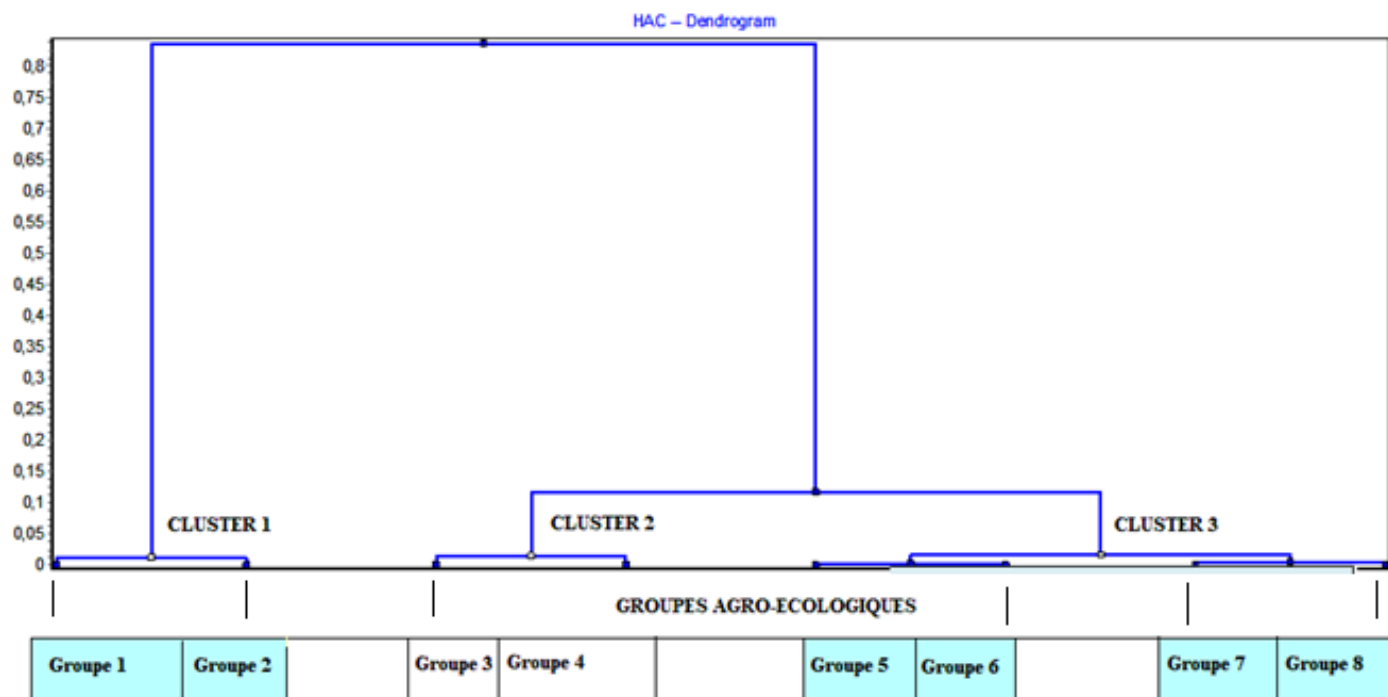 HAC – Dendrogram
0,8
0,75
0,7
0,65
0,6
0,55
0,5
0,45
0,4
0,35
0,3
0,25
0,2
0,15
0,1
0,05
0
CLUSTER 1
CLUSTER 2
CLUSTER 3
GROUPES AGRO-ECOLOGIQUES
Groupe 1 Groupe 2 Groupe 3 Groupe 4 Groupe 5 Groupe 6 Groupe 7 Groupe 8